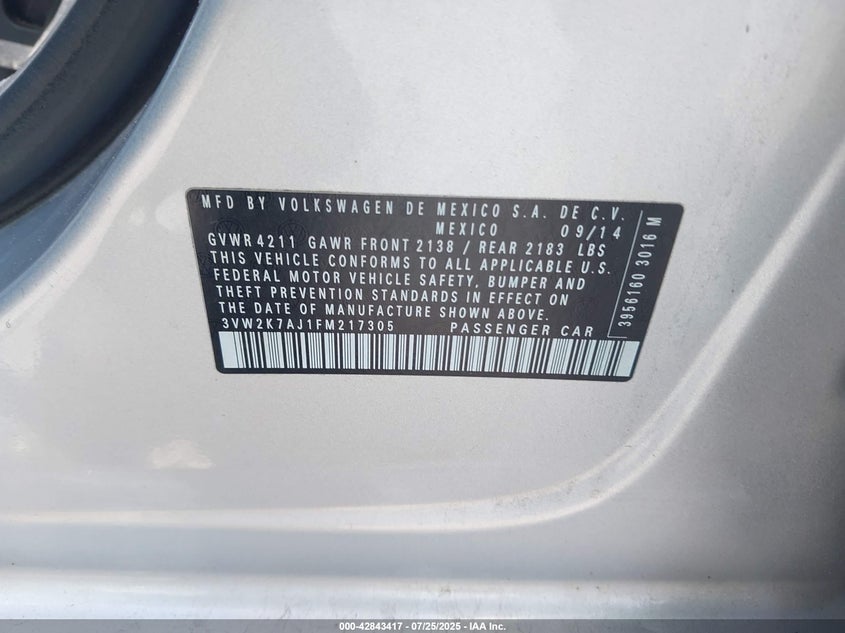 MFD BY VOLKSWAGEN DE MEXICO S.A. DE C.V.
MEXICO 09/14
GVWR 4211 GAWR FRONT 2138 / REAR 2183 LBS
THIS VEHICLE CONFORMS TO ALL APPLICABLE U.S.
FEDERAL MOTOR VEHICLE SAFETY, BUMPER AND
THEFT PREVENTION STANDARDS IN EFFECT ON
THE DATE OF MANUFACTURE SHOWN ABOVE.
3VW2K7AJ1FM217305 PASSENGER CAR
3956160 3016 M
000-42843417 - 07/25/2025 - IAA Inc.